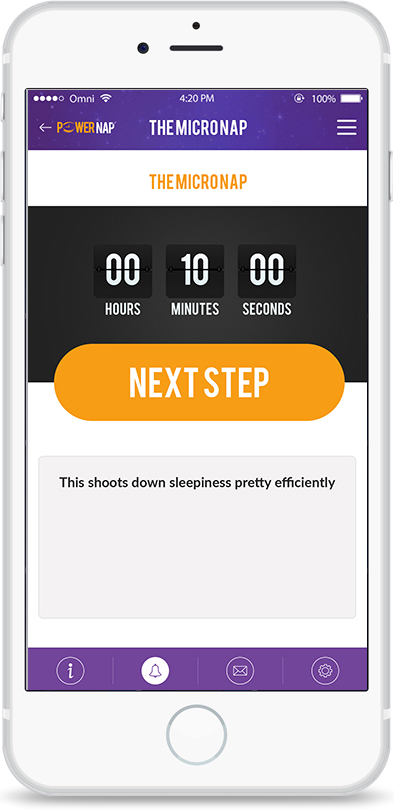 Omni 4:20 PM 100%
POWER NAP THE MICRO NAP
THE MICRO NAP
00 10 00
HOURS MINUTES SECONDS
NEXT STEP
This shoots down sleepiness pretty efficiently
i